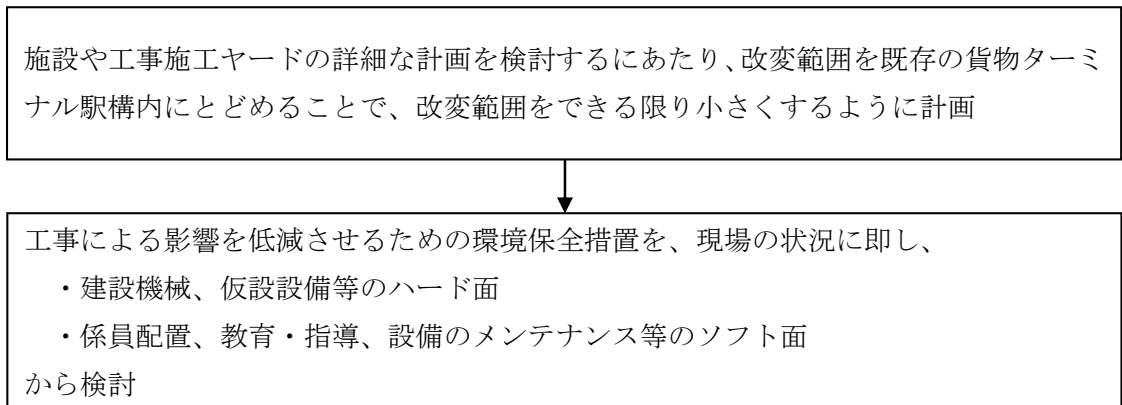 施設や工事施工ヤードの詳細な計画を検討するにあたり、改変範囲を既存の貨物ターミ
ナル駅構内にとどめることで、改変範囲をできる限り小さくするように計画
工事による影響を低減させるための環境保全措置を、現場の状況に即し、
・建設機械、仮設設備等のハード面
・係員配置、教育・指導、設備のメンテナンス等のソフト面
から検討